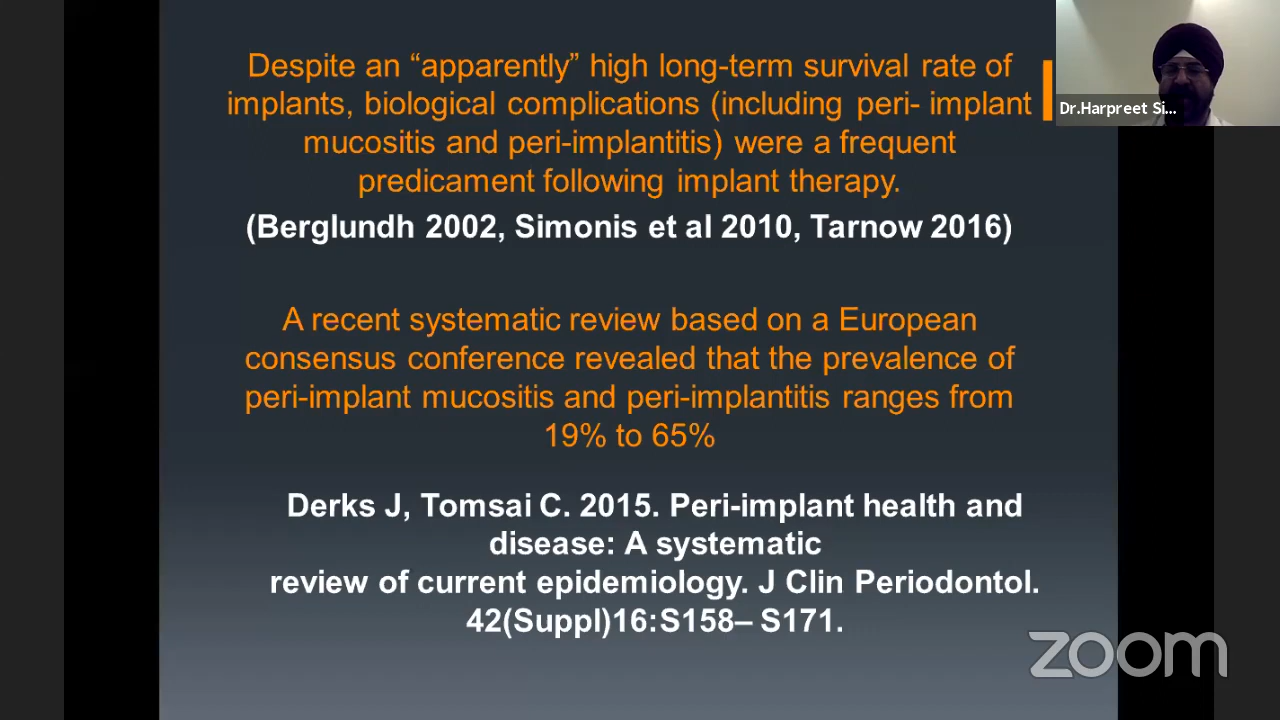 Despite an “apparently” high long-term survival rate of
implants, biological complications (including peri- implant
mucositis and peri-implantitis) were a frequent
predicament following implant therapy.
(Berglundh 2002, Simonis et al 2010, Tarnow 2016)
A recent systematic review based on a European
consensus conference revealed that the prevalence of
peri-implant mucositis and peri-implantitis ranges from
19% to 65%
Derks J, Tomsai C. 2015. Peri-implant health and
disease: A systematic
review of current epidemiology. J Clin Periodontol.
42(Suppl)16:S158– S171.
Dr.Harpreet Si...
zoom